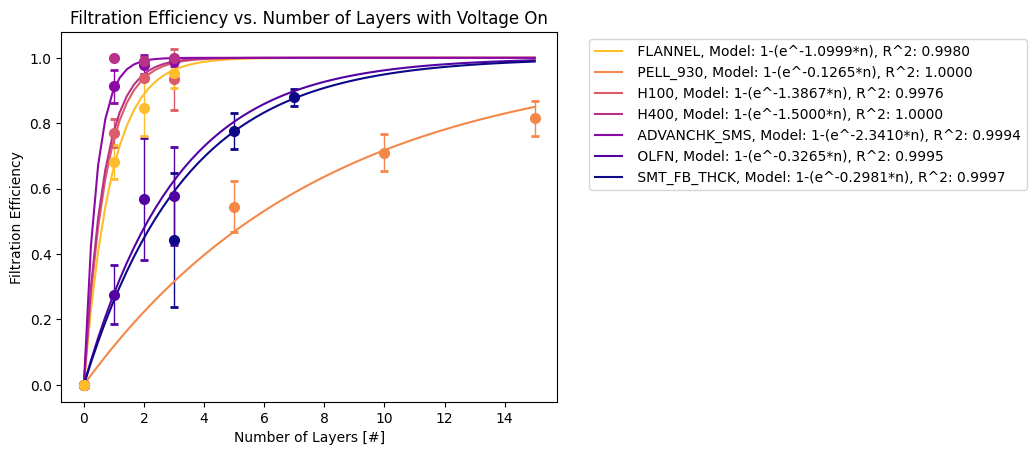 Filtration Efficiency vs. Number of Layers with Voltage On
Filtration Efficiency
1.0
0.8
0.6
0.4
0.2
0.0
0 2 4 6 8 10 12 14
Number of Layers [#]
FLANNEL, Model: 1-(e^-1.0999*n), R^2: 0.9980
PELL_930, Model: 1-(e^-0.1265*n), R^2: 1.0000
H100, Model: 1-(e^-1.3867*n), R^2: 0.9976
H400, Model: 1-(e^-1.5000*n), R^2: 1.0000
ADVANCHK_SMS, Model: 1-(e^-2.3410*n), R^2: 0.9994
OLFN, Model: 1-(e^-0.3265*n), R^2: 0.9995
SMT_FB_THCK, Model: 1-(e^-0.2981*n), R^2: 0.9997